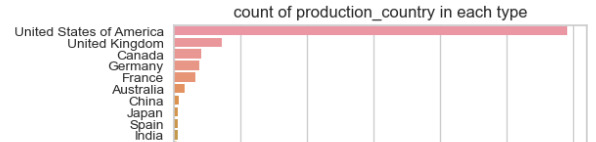 count of production_country in each type
United States of America
United Kingdom
Canada
Germany
France
Australia
China
Japan
Spain
India